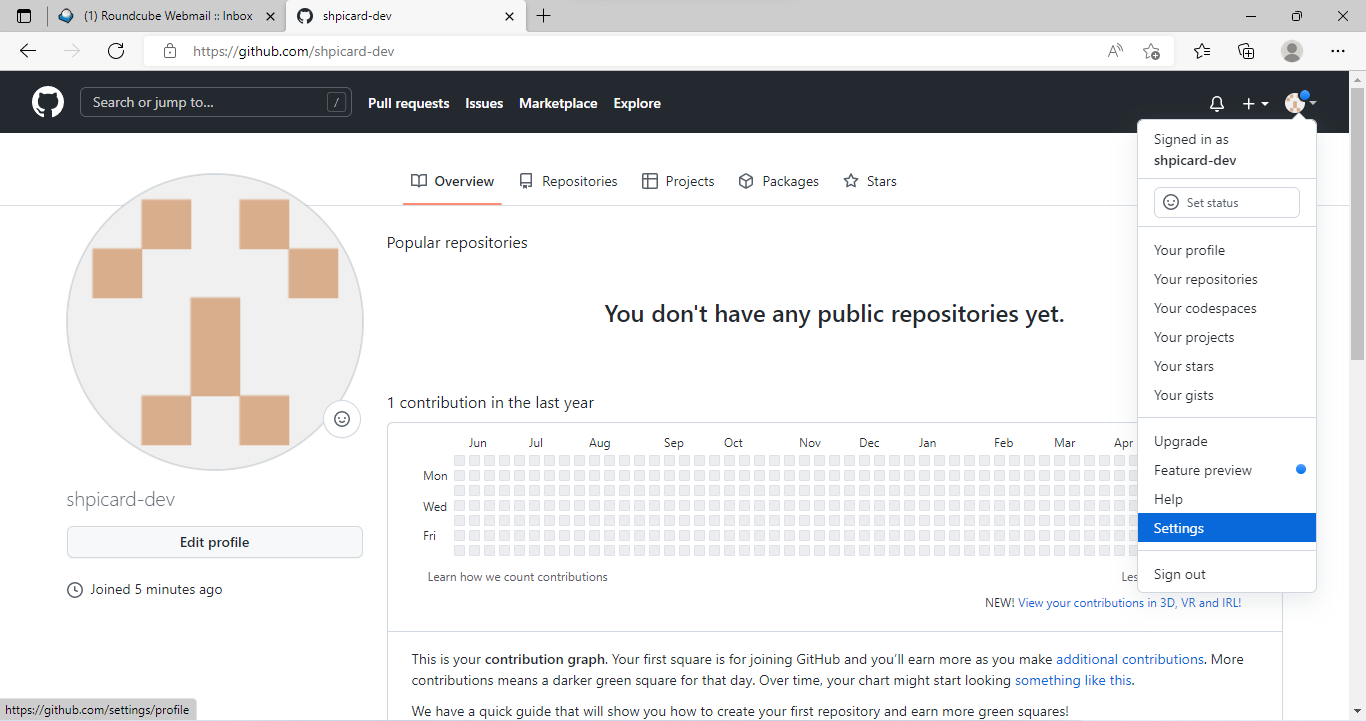 (1) Roundcube Webmail :: Inbox
shpicard-dev
https://github.com/shpicard-dev
Search or jump to...
/
Pull requests
Issues
Marketplace
Explore
Signed in as
shpicard-dev
Set status
Your profile
Your repositories
Your codespaces
Your projects
Your stars
Your gists
Upgrade
Feature preview
Help
Settings
Sign out
Overview
Repositories
Projects
Packages
Stars
shpicard-dev
Edit profile
Joined 5 minutes ago
Popular repositories
You don't have any public repositories yet.
1 contribution in the last year
Jun Jul Aug Sep Oct Nov Dec Jan Feb Mar Apr
Mon
Wed
Fri
Learn how we count contributions
Les
NEW! View your contributions in 3D, VR and IRL!
This is your contribution graph. Your first square is for joining GitHub and you'll earn more as you make additional contributions. More
contributions means a darker green square for that day. Over time, your chart might start looking something like this.
We have a quick guide that will show you how to create your first repository and earn more green squares!
https://github.com/settings/profile